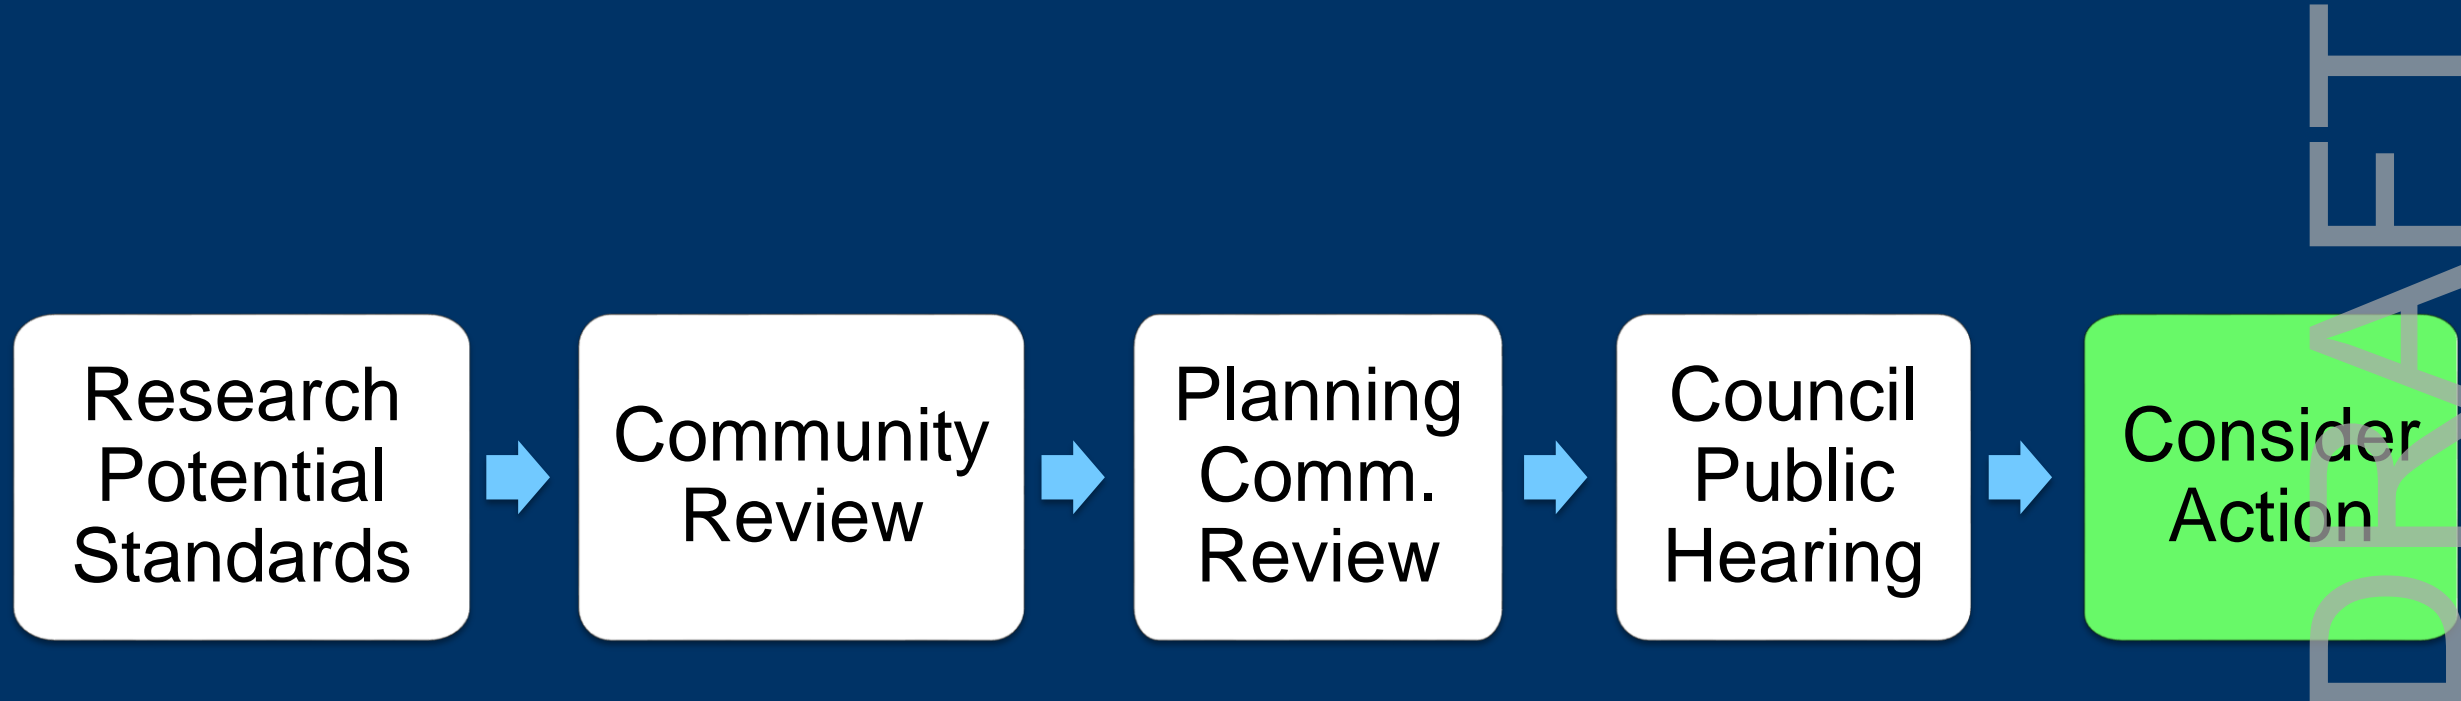 Research
Potential
Standards
Community
Review
Planning
Comm.
Review
Council
Public
Hearing
Consider
Action
DRAFT